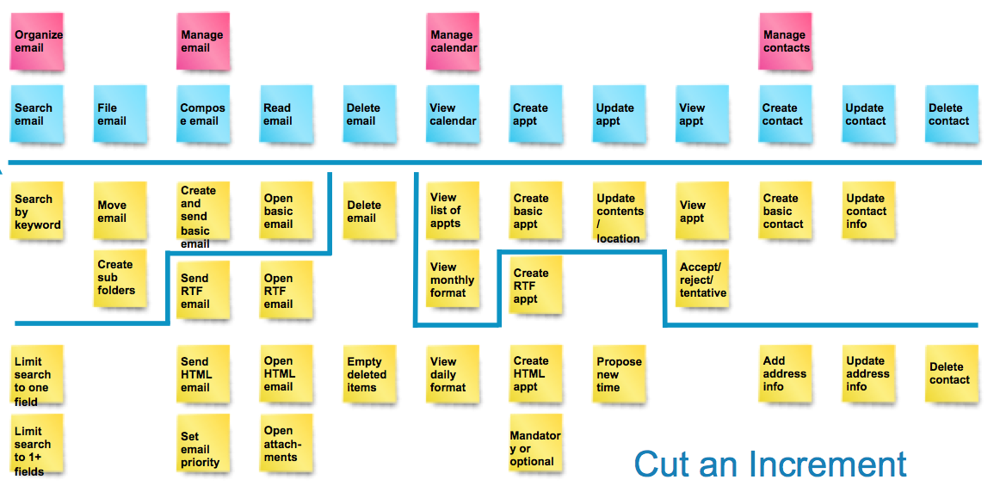 Organize
email
Manage
email
Manage
calendar
Manage
contacts
Search
email
File
email
Compos
e email
Read
email
Delete
email
View
calendar
Create
appt
Update
appt
View
appt
Create
contact
Update
contact
Delete
contact
Search
by
keyword
Move
email
Create
and
send
basic
email
Open
basic
email
Delete
email
View
list of
appts
Create
basic
appt
Update
contents
/
location
View
appt
Create
basic
contact
Update
contact
info
Create
sub
folders
Send
RTF
email
Open
RTF
email
View
monthly
format
Create
RTF
appt
Accept/
reject/
tentative
Limit
search
to one
field
Send
HTML
email
Open
HTML
email
Empty
deleted
items
View
daily
format
Create
HTML
appt
Propose
new
time
Add
address
info
Update
address
info
Delete
contact
Limit
search
to 1+
fields
Set
email
priority
Open
attach-
ments
Mandator
y or
optional
Cut an Increment